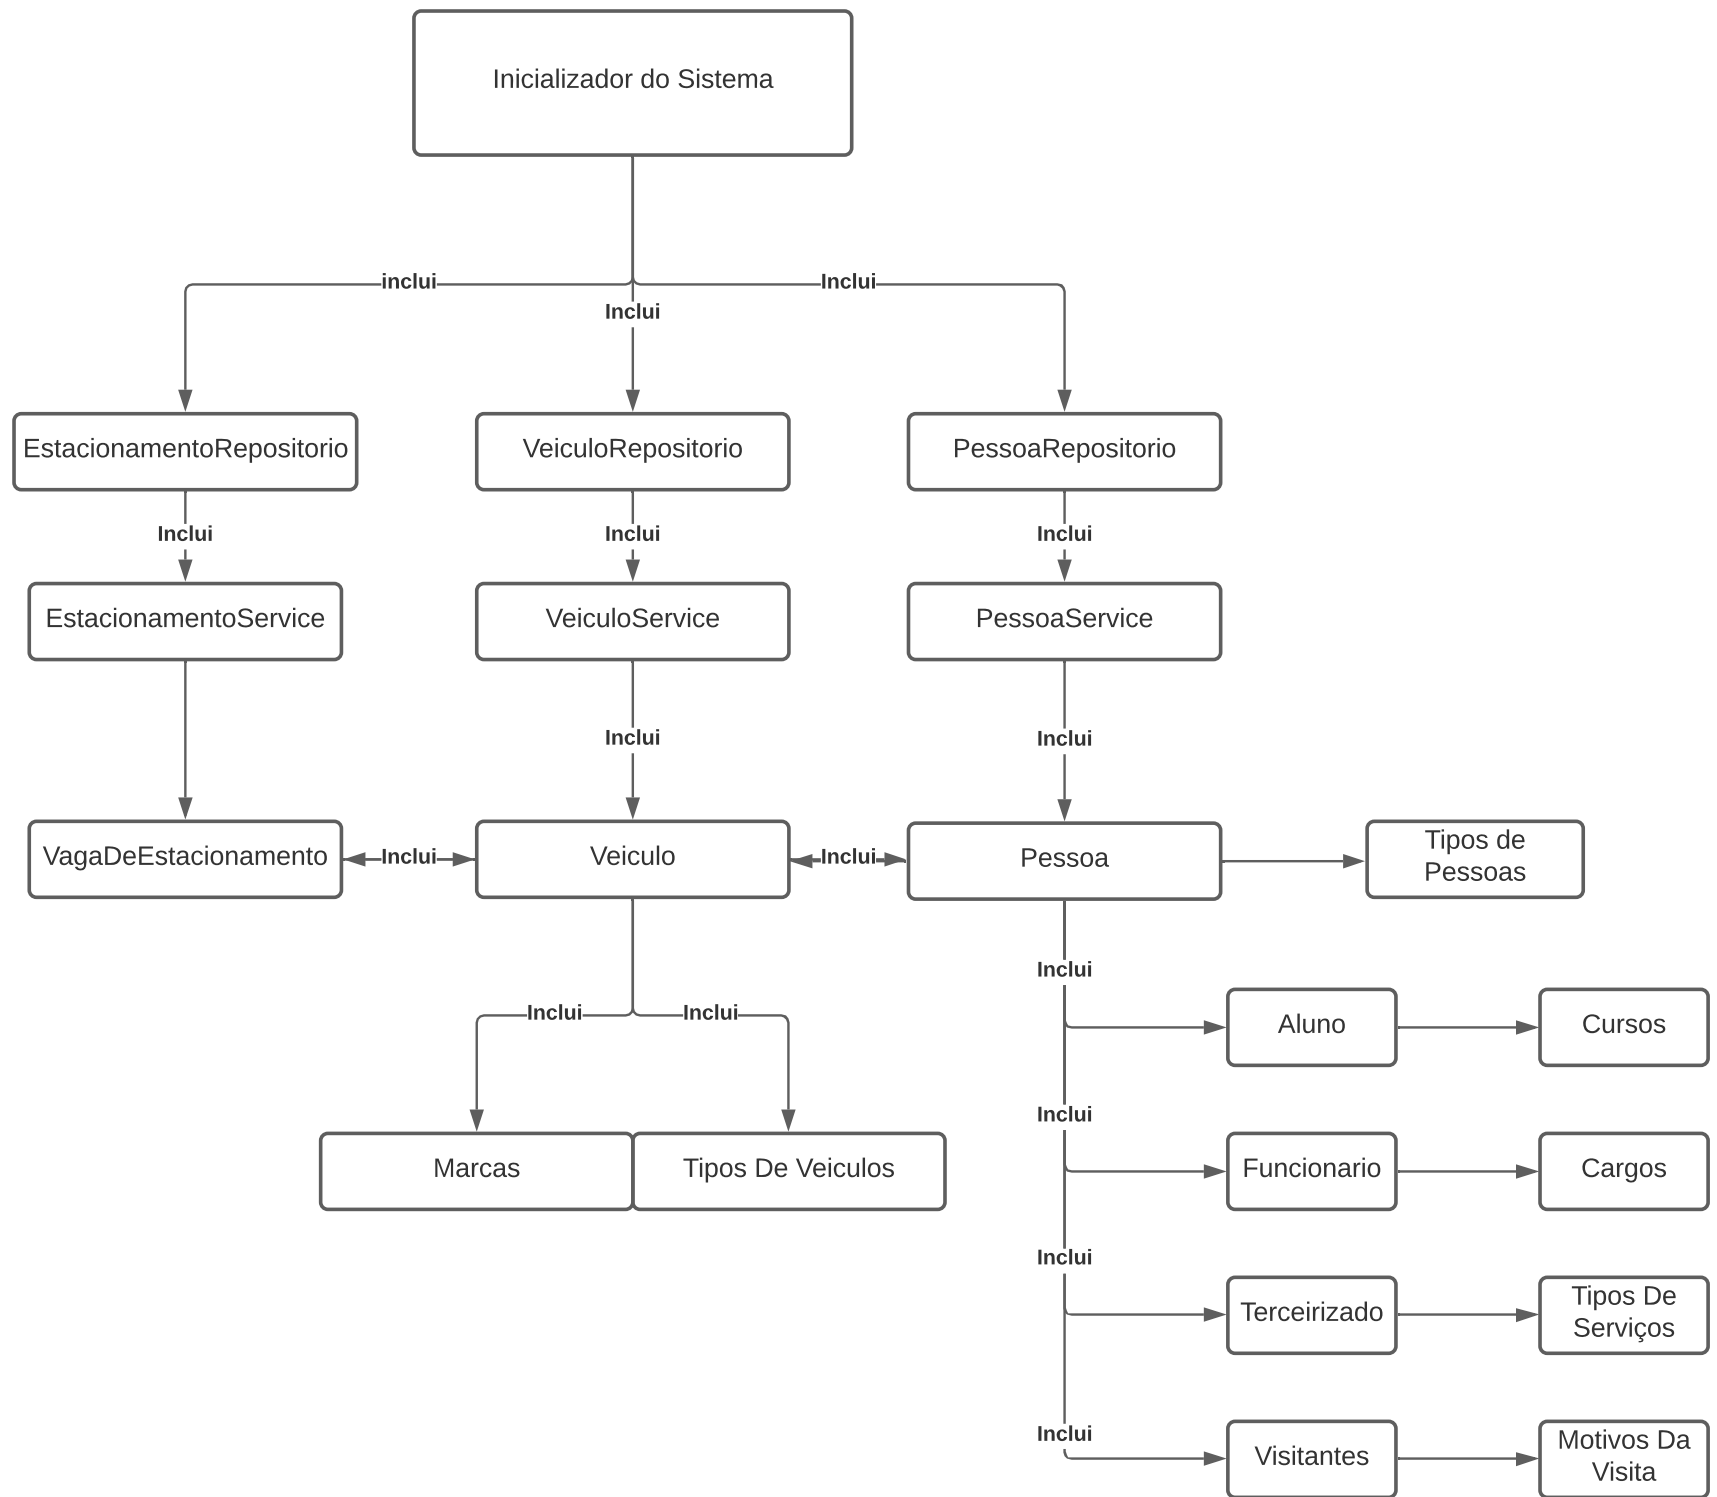 Inicializador do Sistema
inclui
Inclui
Inclui
EstacionamentoRepositorio
VeiculoRepositorio
PessoaRepositorio
Inclui
Inclui
Inclui
EstacionamentoService
VeiculoService
PessoaService
Inclui
Inclui
VagaDeEstacionamento
Inclui
Veiculo
Inclui
Pessoa
Tipos de
Pessoas
Inclui
Inclui
Inclui
Aluno
Cursos
Inclui
Marcas
Tipos De Veiculos
Funcionario
Cargos
Inclui
Terceirizado
Tipos De
Serviços
Inclui
Visitantes
Motivos Da
Visita